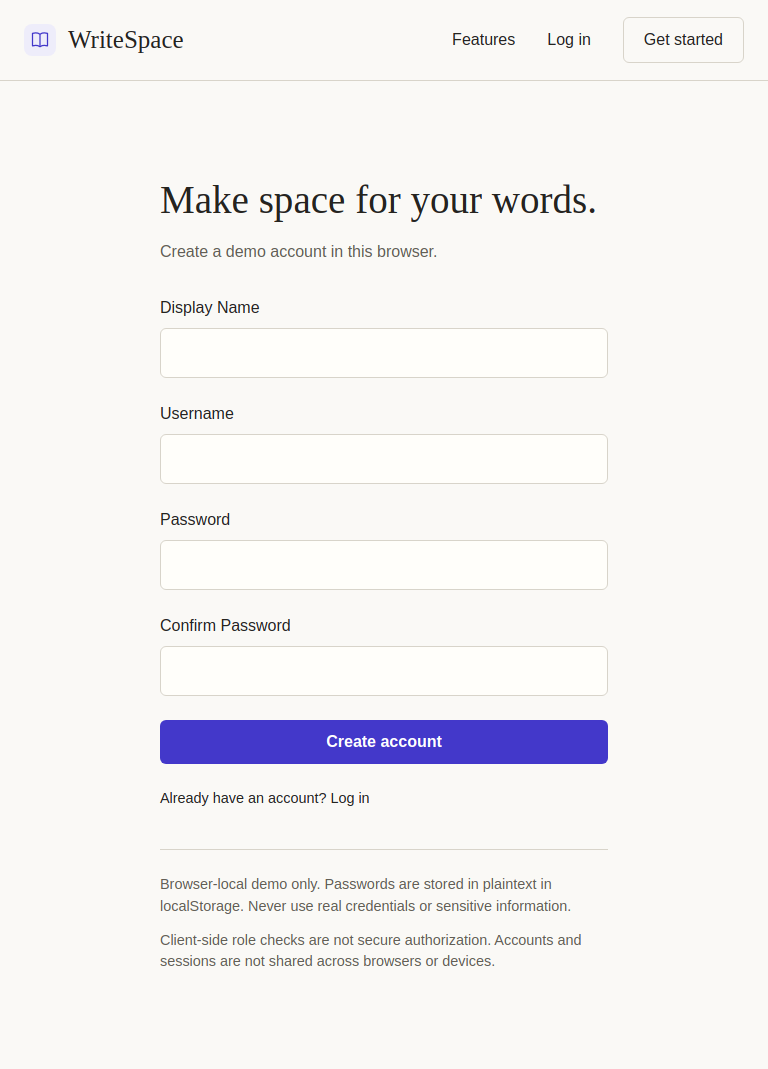 WriteSpace
Features
Log in
Get started
Make space for your words.
Create a demo account in this browser.
Display Name
Username
Password
Confirm Password
Create account
Already have an account? Log in
Browser-local demo only. Passwords are stored in plaintext in
localStorage. Never use real credentials or sensitive information.
Client-side role checks are not secure authorization. Accounts and
sessions are not shared across browsers or devices.